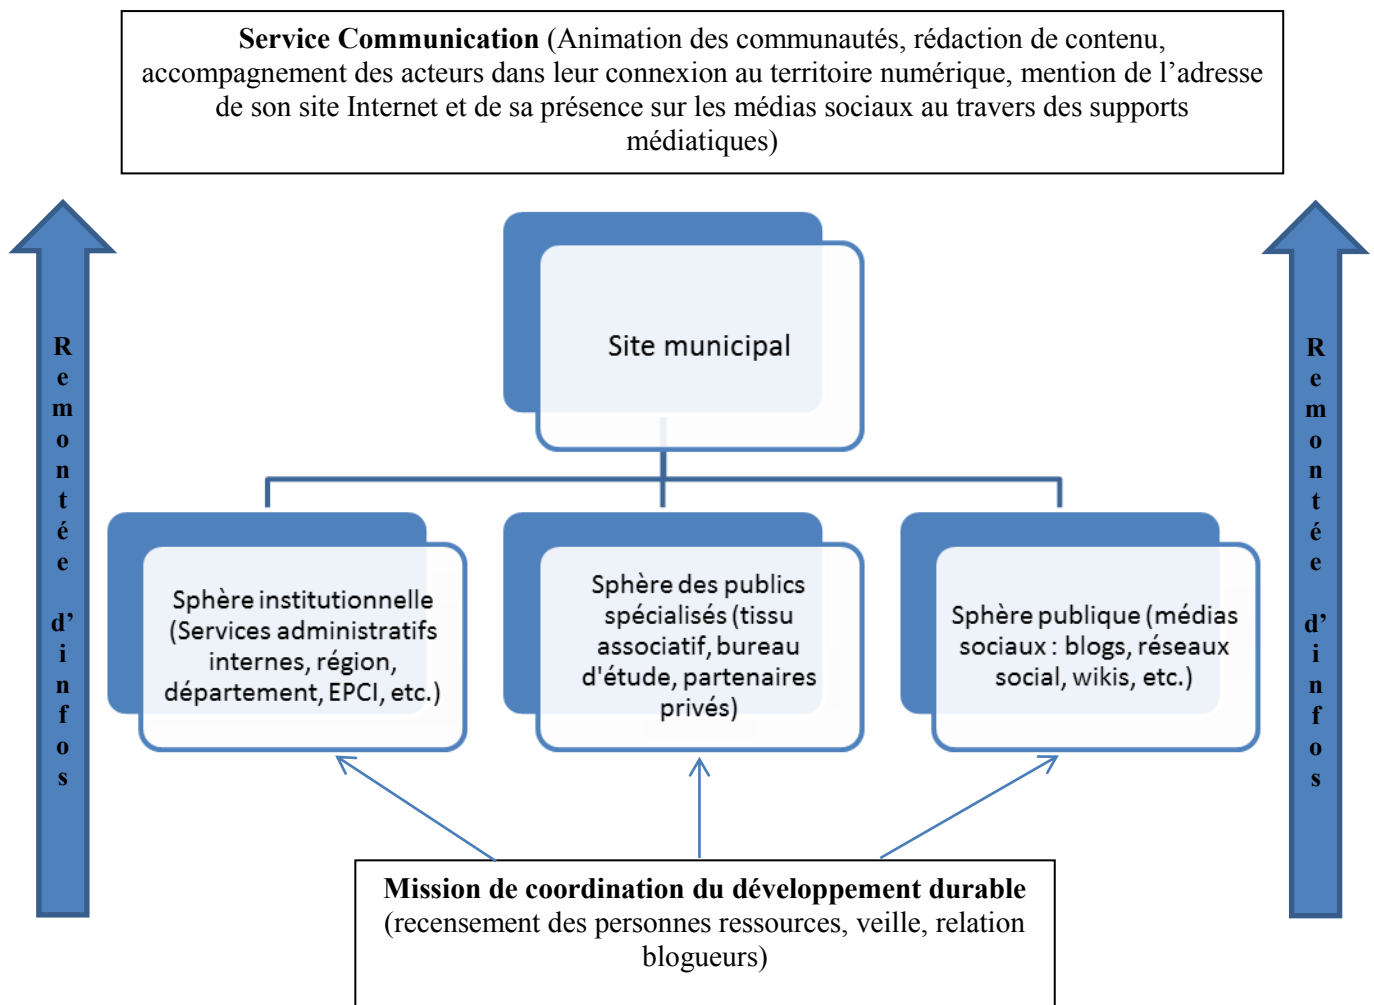 Service Communication (Animation des communautés, rédaction de contenu,
accompagnement des acteurs dans leur connexion au territoire numérique, mention de l’adresse
de son site Internet et de sa présence sur les médias sociaux au travers des supports
médiatiques)
Remontée d’infos
Site municipal
Remontée d’infos
Sphère institutionnelle
(Services administratifs
internes, région,
département, EPCI, etc.)
Sphère des publics
spécialisés (tissu
associatif, bureau
d'étude, partenaires
privés)
Sphère publique (médias
sociaux : blogs, réseaux
social, wikis, etc.)
Mission de coordination du développement durable
(recensement des personnes ressources, veille, relation
blogueurs)